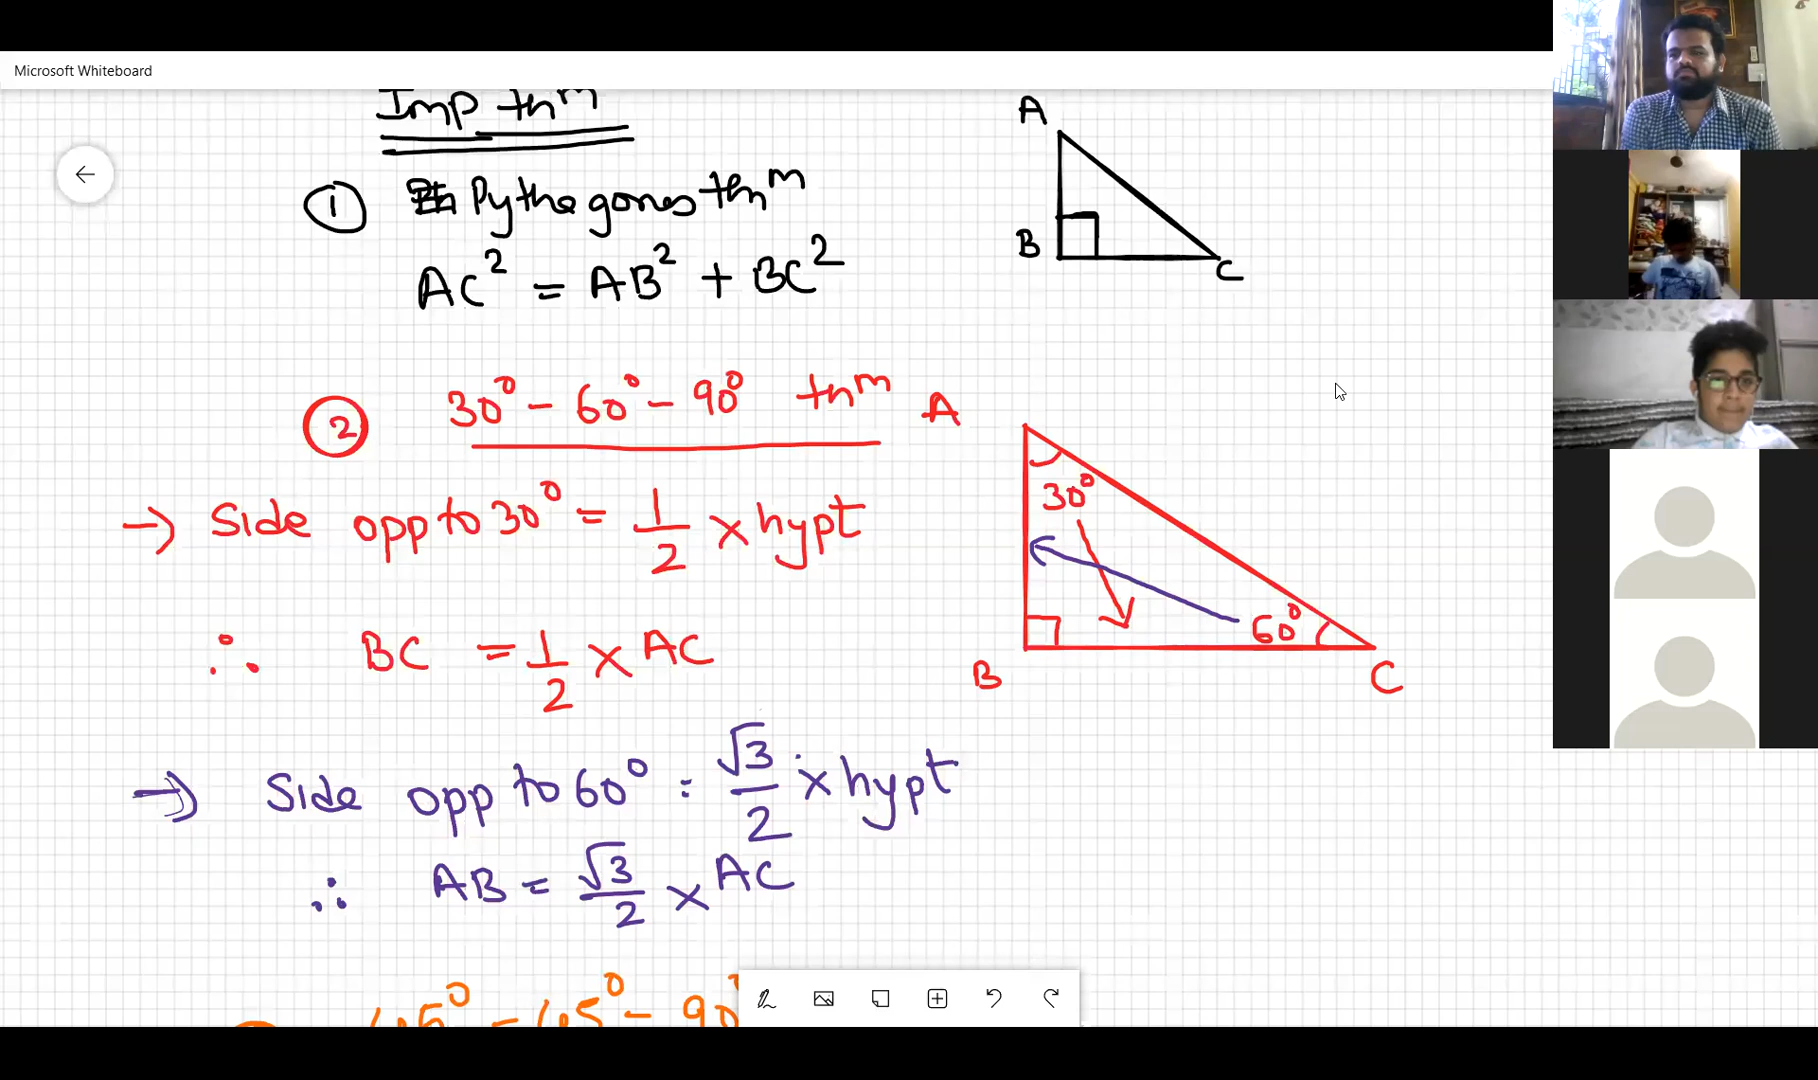 Microsoft Whiteboard
Imp thm
① Pythagores thm
AC² = AB² + BC²
A
B
C
② 30° - 60° - 90° thm
→ Side opp to 30° = 1/2 × hypt
∴ BC = 1/2 × AC
A
30°
60°
B
C
→ Side opp to 60° = √3/2 × hypt
∴ AB = √3/2 × AC
45° - 45° - 90°